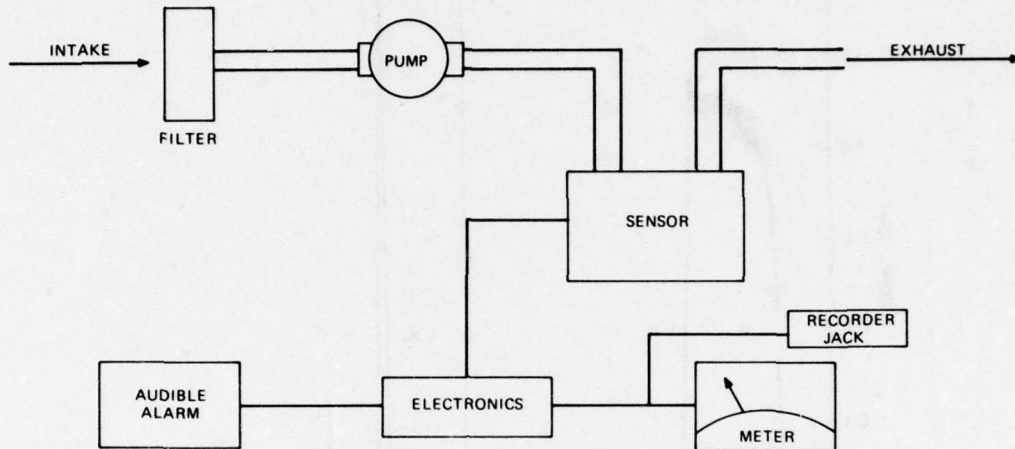 INTAKE
FILTER
PUMP
EXHAUST
SENSOR
RECORDER
JACK
AUDIBLE
ALARM
ELECTRONICS
METER